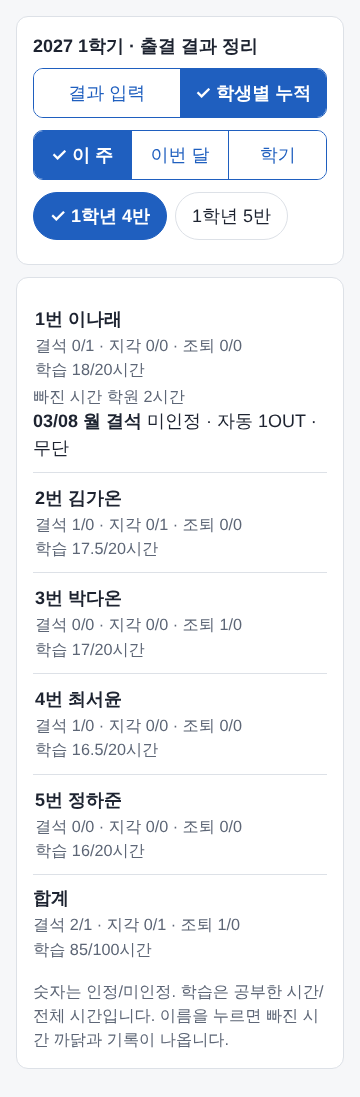 2027 1학기 · 출결 결과 정리
결과 입력
✓ 학생별 누적
✓ 이 주
이번 달
학기
✓ 1학년 4반
1학년 5반
1번 이나래
결석 0/1 · 지각 0/0 · 조퇴 0/0
학습 18/20시간
빠진 시간 학원 2시간
03/08 월 결석 미인정 · 자동 1OUT ·
무단
2번 김가온
결석 1/0 · 지각 0/1 · 조퇴 0/0
학습 17.5/20시간
3번 박다온
결석 0/0 · 지각 0/0 · 조퇴 1/0
학습 17/20시간
4번 최서윤
결석 1/0 · 지각 0/0 · 조퇴 0/0
학습 16.5/20시간
5번 정하준
결석 0/0 · 지각 0/0 · 조퇴 0/0
학습 16/20시간
합계
결석 2/1 · 지각 0/1 · 조퇴 1/0
학습 85/100시간
숫자는 인정/미인정. 학습은 공부한 시간/
전체 시간입니다. 이름을 누르면 빠진 시
간 까닭과 기록이 나옵니다.